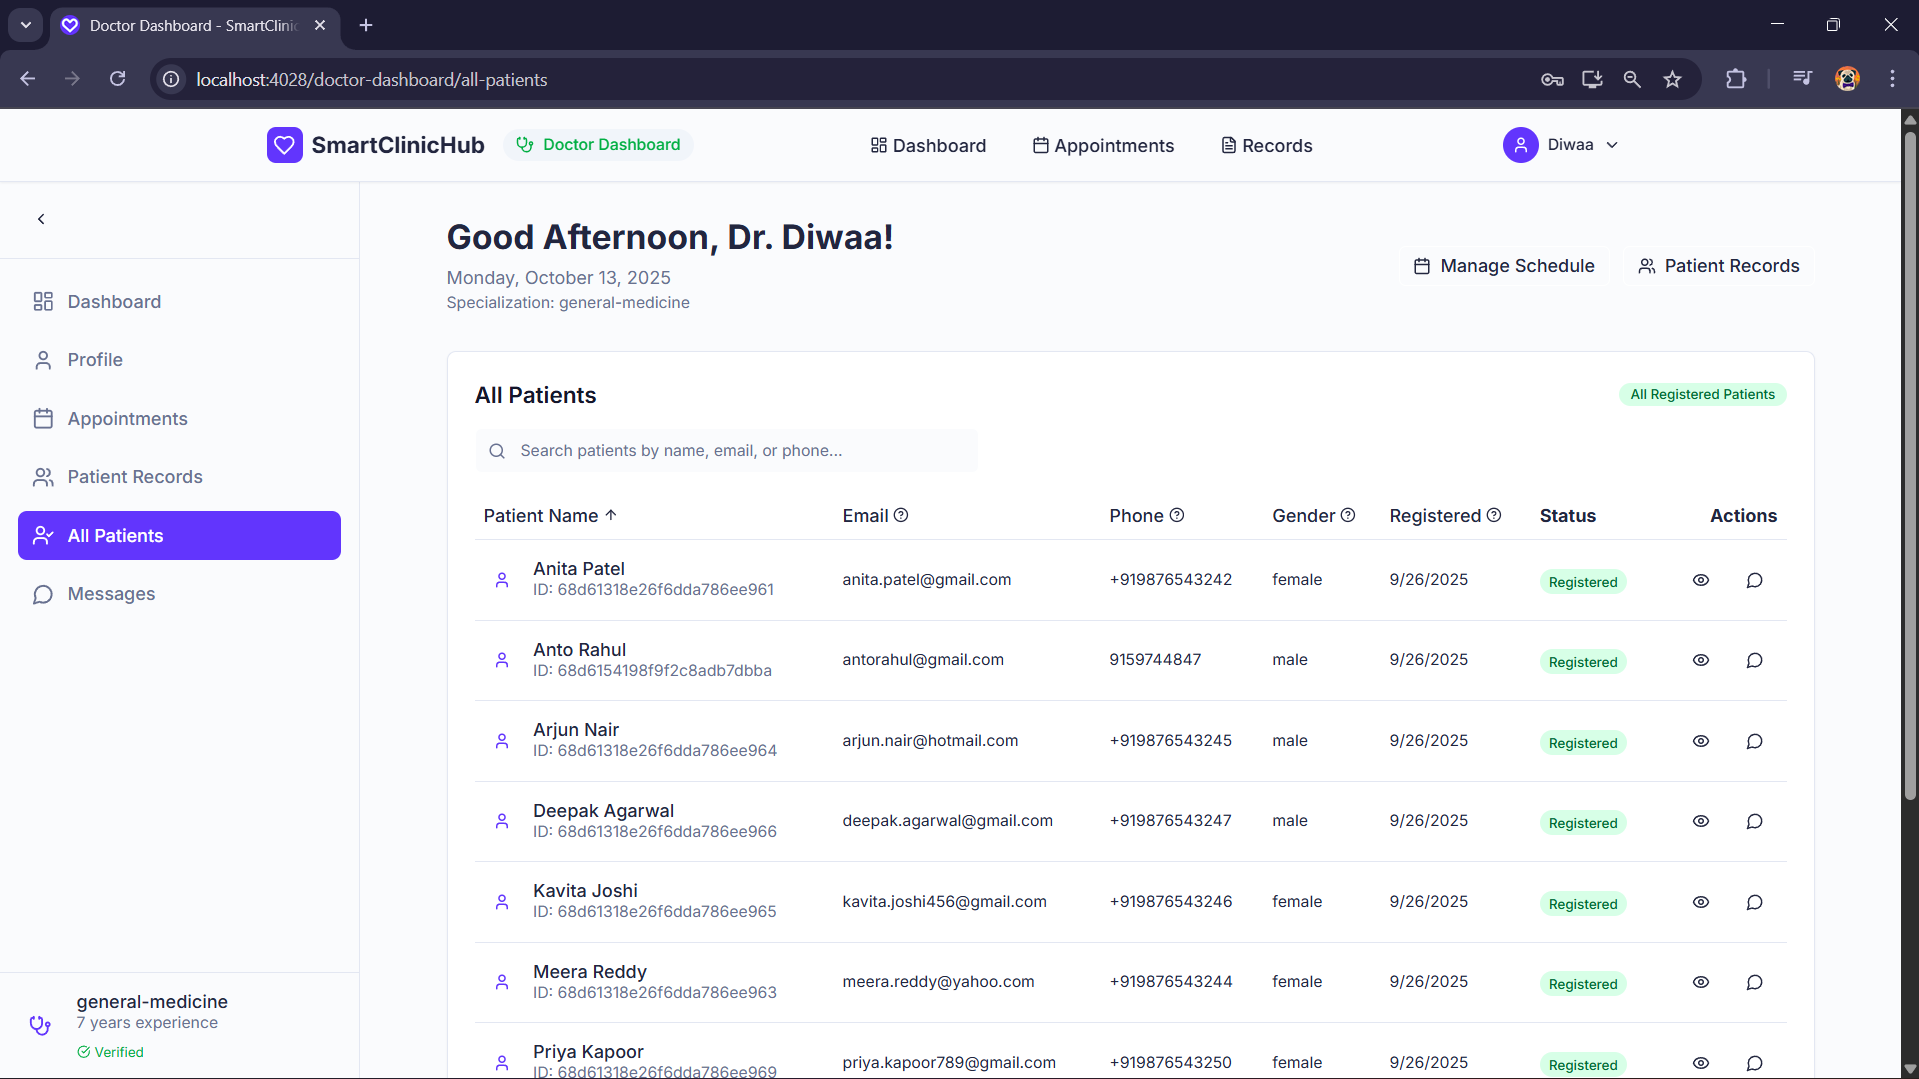 Doctor Dashboard - SmartClinic
localhost:4028/doctor-dashboard/all-patients
SmartClinicHub
Doctor Dashboard
Dashboard
Appointments
Records
Diwaa
Dashboard
Profile
Appointments
Patient Records
All Patients
Messages
general-medicine
7 years experience
Verified
Good Afternoon, Dr. Diwaa!
Monday, October 13, 2025
Specialization: general-medicine
Manage Schedule
Patient Records
All Patients
All Registered Patients
Search patients by name, email, or phone...
Patient Name Email Phone Gender Registered Status Actions
Anita Patel
ID: 68d61318e26f6dda786ee961
anita.patel@gmail.com +919876543242 female 9/26/2025 Registered
Anto Rahul
ID: 68d6154198f9f2c8adb7dbba
antorahul@gmail.com 9159744847 male 9/26/2025 Registered
Arjun Nair
ID: 68d61318e26f6dda786ee964
arjun.nair@hotmail.com +919876543245 male 9/26/2025 Registered
Deepak Agarwal
ID: 68d61318e26f6dda786ee966
deepak.agarwal@gmail.com +919876543247 male 9/26/2025 Registered
Kavita Joshi
ID: 68d61318e26f6dda786ee965
kavita.joshi456@gmail.com +919876543246 female 9/26/2025 Registered
Meera Reddy
ID: 68d61318e26f6dda786ee963
meera.reddy@yahoo.com +919876543244 female 9/26/2025 Registered
Priya Kapoor
ID: 68d61318e26f6dda786ee969
priya.kapoor789@gmail.com +919876543250 female 9/26/2025 Registered